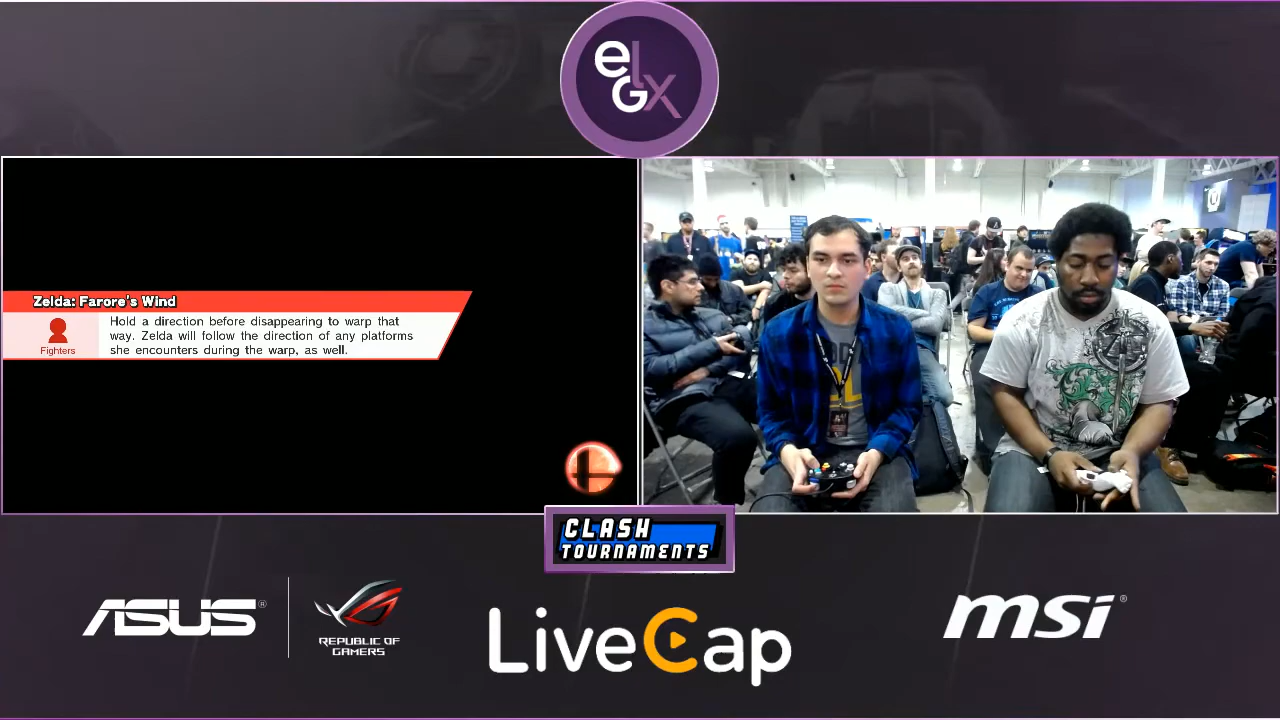 elGX
Zelda: Farore's Wind
Hold a direction before disappearing to warp that
way. Zelda will follow the direction of any platforms
she encounters during the warp, as well.
Fighters
CLASH
TOURNAMENTS
ASUS®
REPUBLIC OF
GAMERS
LiveCap
msi®